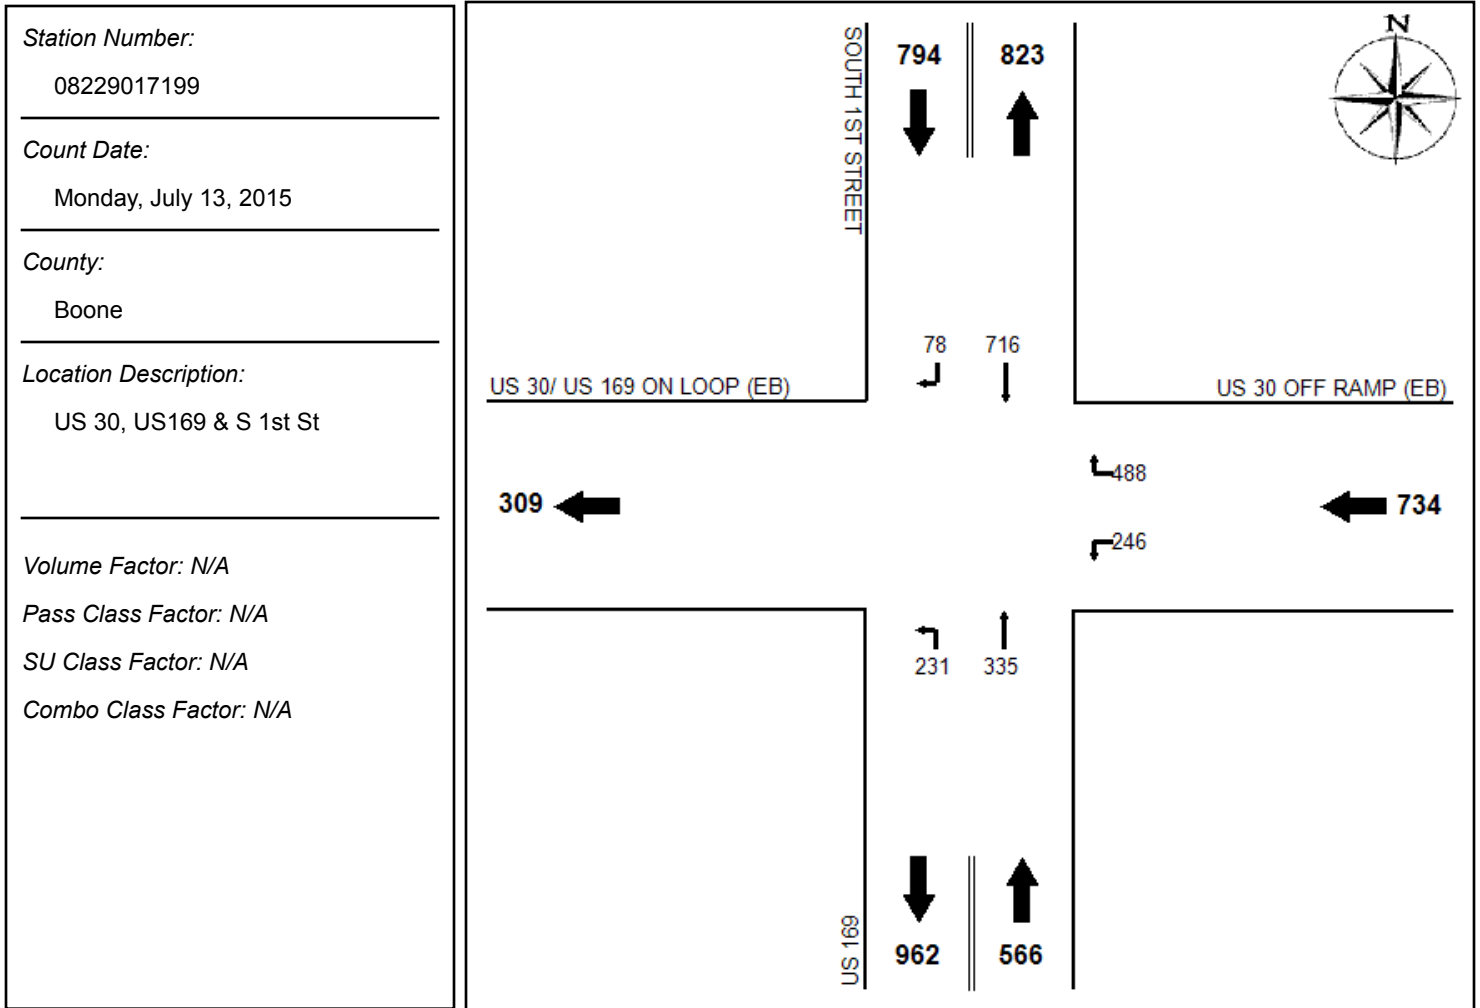 Station Number:
08229017199
Count Date:
Monday, July 13, 2015
County:
Boone
Location Description:
US 30, US169 & S 1st St
Volume Factor: N/A
Pass Class Factor: N/A
SU Class Factor: N/A
Combo Class Factor: N/A
N
SOUTH 1ST STREET
794 823
78 716
US 30/ US 169 ON LOOP (EB)
US 30 OFF RAMP (EB)
488
309
734
246
231 335
US 169
962 566